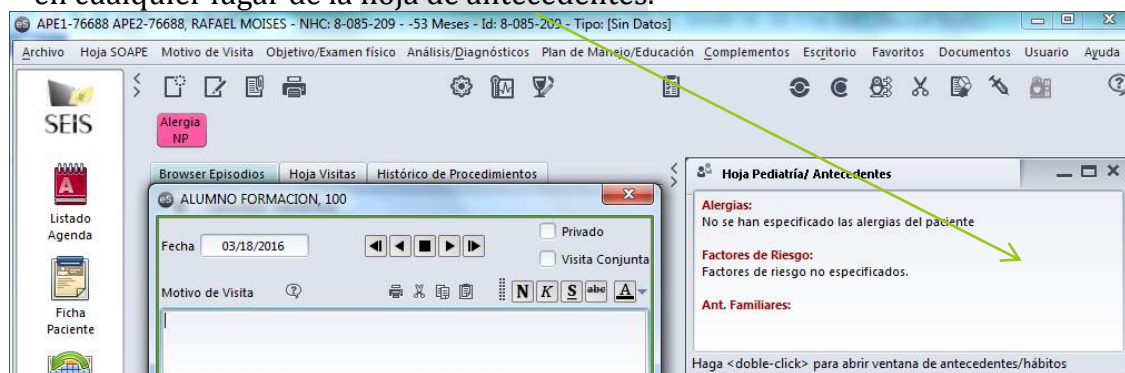 en cualquier lugar de la hoja de antecedentes.
APE1-76688 APE2-76688, RAFAEL MOISES - NHC: 8-085-209 - -53 Meses - Id: 8-085-209 - Tipo: [Sin Datos]
Archivo Hoja SOAPE Motivo de Visita Objetivo/Examen físico Análisis/Diagnósticos Plan de Manejo/Educación Complementos Escritorio Favoritos Documentos Usuario Ayuda
SEIS
Alergia
NP
Browser Episodios Hoja Visitas Histórico de Procedimientos
Hoja Pediatría/ Antecedentes
ALUMNO FORMACION, 100
Listado
Agenda
Fecha 03/18/2016
Privado
Visita Conjunta
Motivo de Visita
N K S abc A
Ficha
Paciente
Alergias:
No se han especificado las alergias del paciente
Factores de Riesgo:
Factores de riesgo no especificados.
Ant. Familiares:
Haga <doble-click> para abrir ventana de antecedentes/hábitos